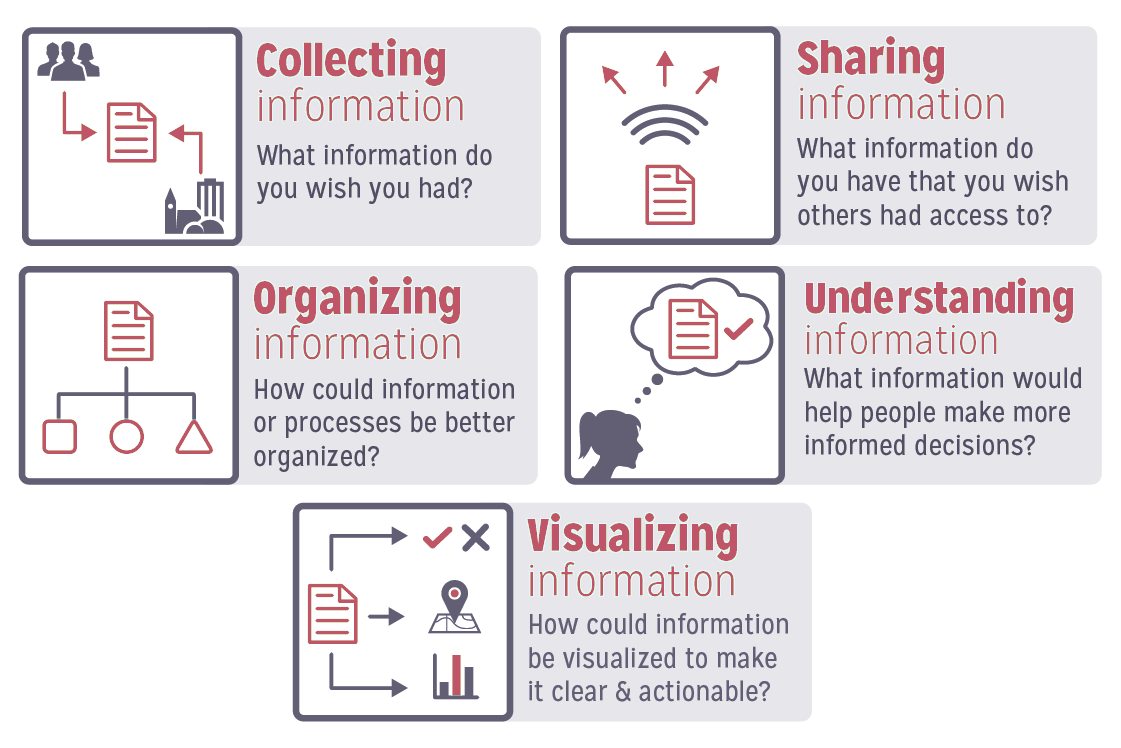 Collecting
information
What information do
you wish you had?
Sharing
information
What information do
you have that you wish
others had access to?
Organizing
information
How could information
or processes be better
organized?
Understanding
information
What information would
help people make more
informed decisions?
Visualizing
information
How could information
be visualized to make
it clear & actionable?